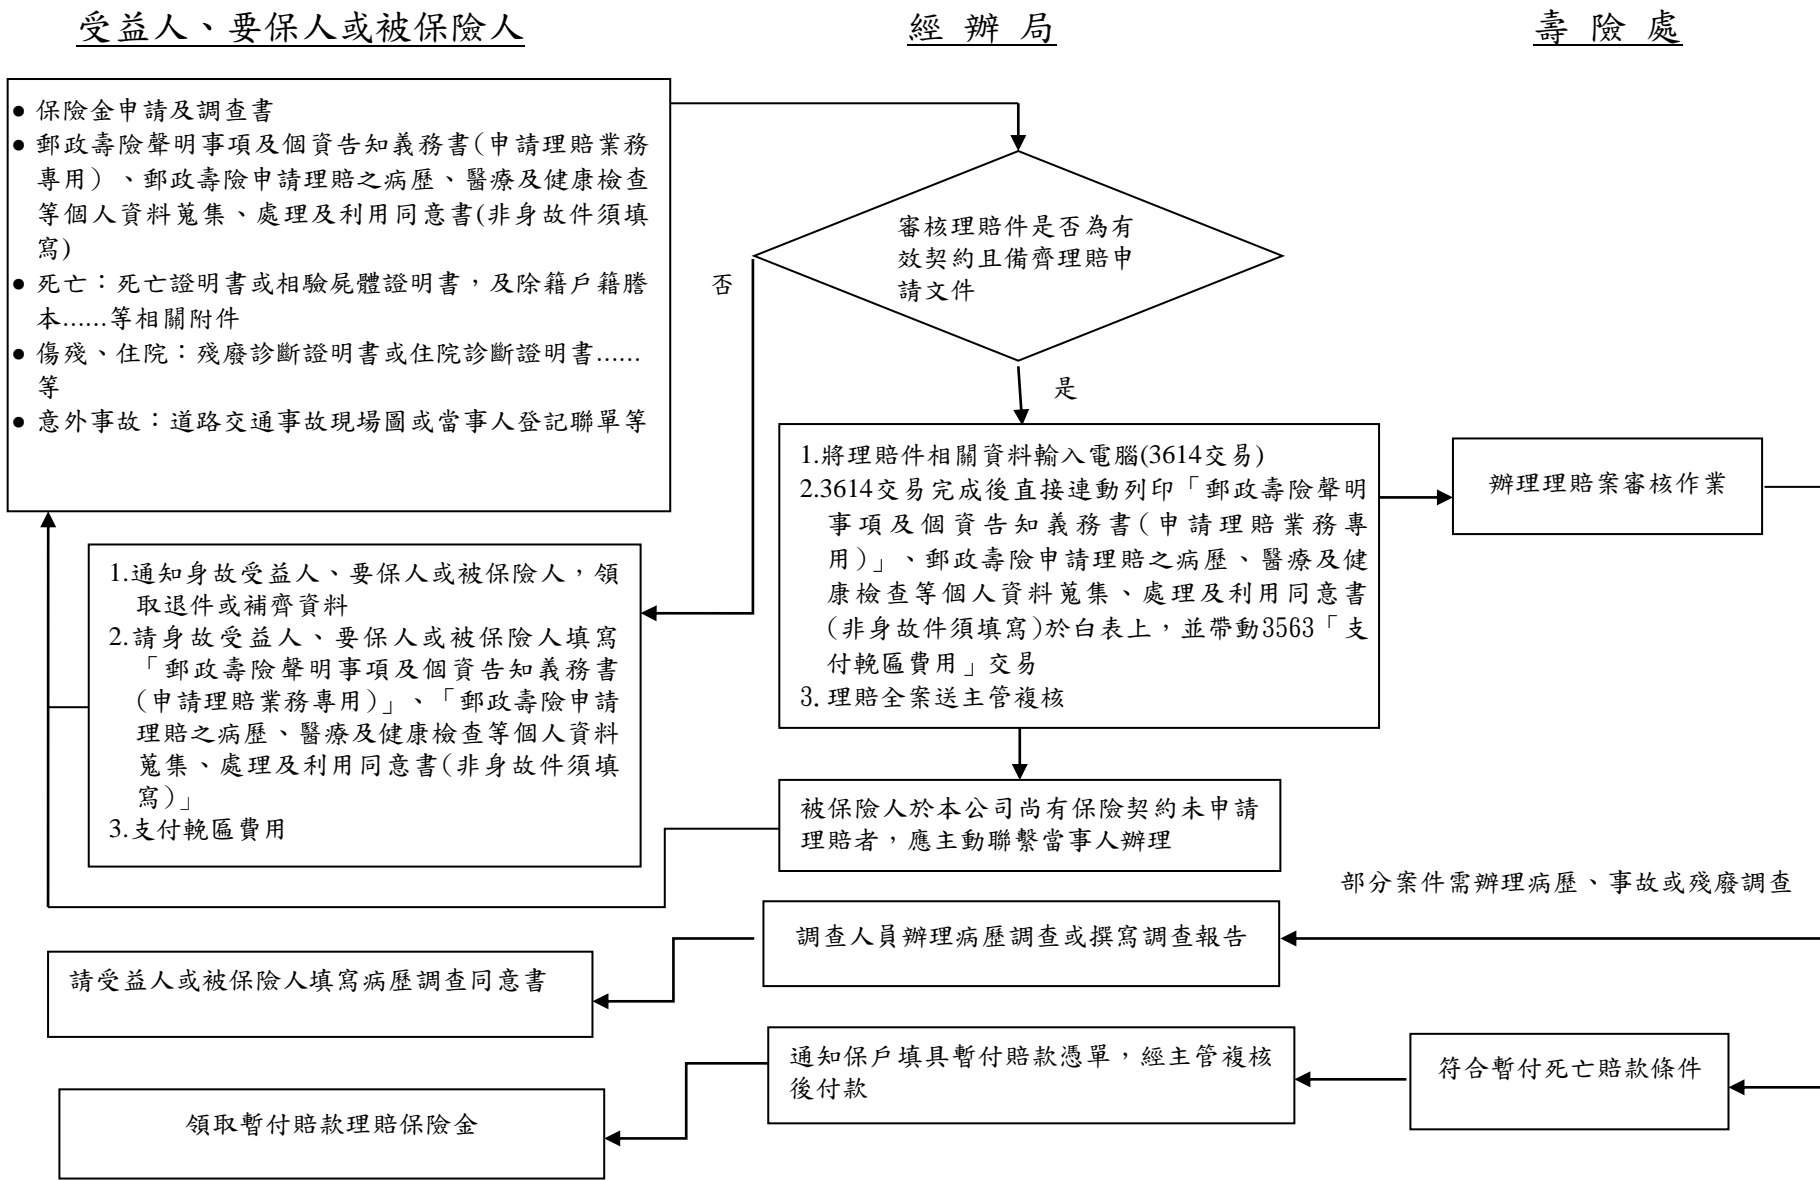 受益人、要保人或被保險人
經 辦 局
壽 險 處
● 保險金申請及調查書
● 郵政壽險聲明事項及個資告知義務書(申請理賠業務
專用)、郵政壽險申請理賠之病歷、醫療及健康檢查
等個人資料蒐集、處理及利用同意書(非身故件須填
寫)
● 死亡：死亡證明書或相驗屍體證明書，及除籍戶籍謄
本……等相關附件
● 傷殘、住院：殘廢診斷證明書或住院診斷證明書……
等
● 意外事故：道路交通事故現場圖或當事人登記聯單等
審核理賠件是否為有
效契約且備齊理賠申
請文件
否
是
1.將理賠件相關資料輸入電腦(3614交易)
2.3614交易完成後直接連動列印「郵政壽險聲明
事項及個資告知義務書(申請理賠業務專
用)」、郵政壽險申請理賠之病歷、醫療及健
康檢查等個人資料蒐集、處理及利用同意書
(非身故件須填寫)於白表上，並帶動3563「支
付輓匾費用」交易
3.理賠全案送主管複核
辦理理賠案審核作業
1.通知身故受益人、要保人或被保險人，領
取退件或補齊資料
2.請身故受益人、要保人或被保險人填寫
「郵政壽險聲明事項及個資告知義務書
(申請理賠業務專用)」、「郵政壽險申請
理賠之病歷、醫療及健康檢查等個人資料
蒐集、處理及利用同意書(非身故件須填
寫)」
3.支付輓匾費用
被保險人於本公司尚有保險契約未申請
理賠者，應主動聯繫當事人辦理
部分案件需辦理病歷、事故或殘廢調查
調查人員辦理病歷調查或撰寫調查報告
請受益人或被保險人填寫病歷調查同意書
通知保戶填具暫付賠款憑單，經主管複核
後付款
符合暫付死亡賠款條件
領取暫付賠款理賠保險金